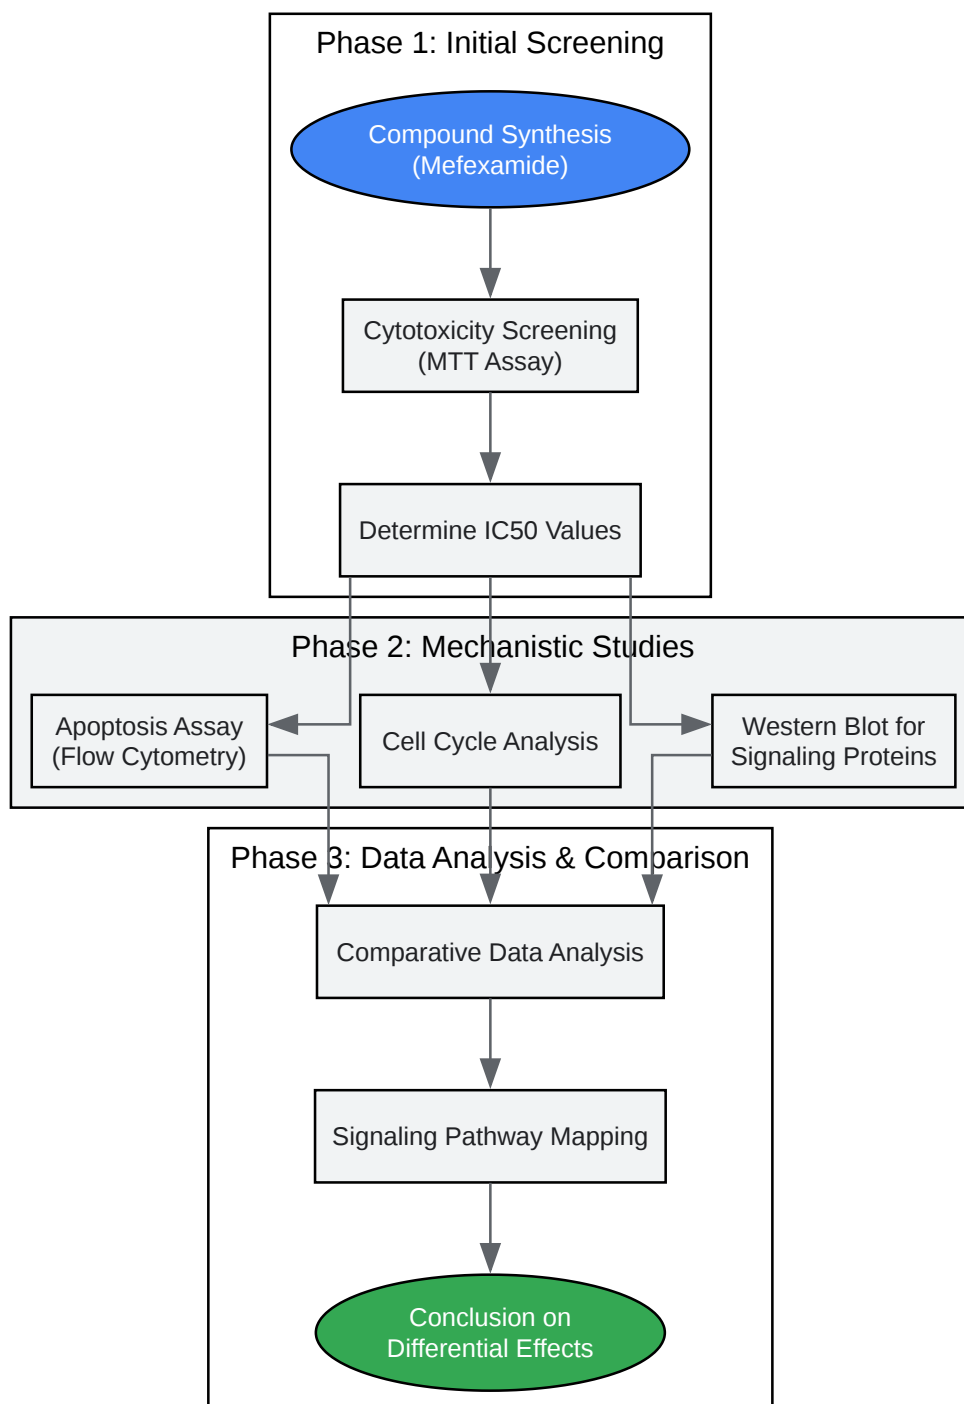 Phase 1: Initial Screening
Compound Synthesis
(Mefexamide)
Cytotoxicity Screening
(MTT Assay)
Determine IC50 Values
Phase 2: Mechanistic Studies
Apoptosis Assay
(Flow Cytometry)
Cell Cycle Analysis
Western Blot for
Signaling Proteins
Phase 3: Data Analysis & Comparison
Comparative Data Analysis
Signaling Pathway Mapping
Conclusion on
Differential Effects